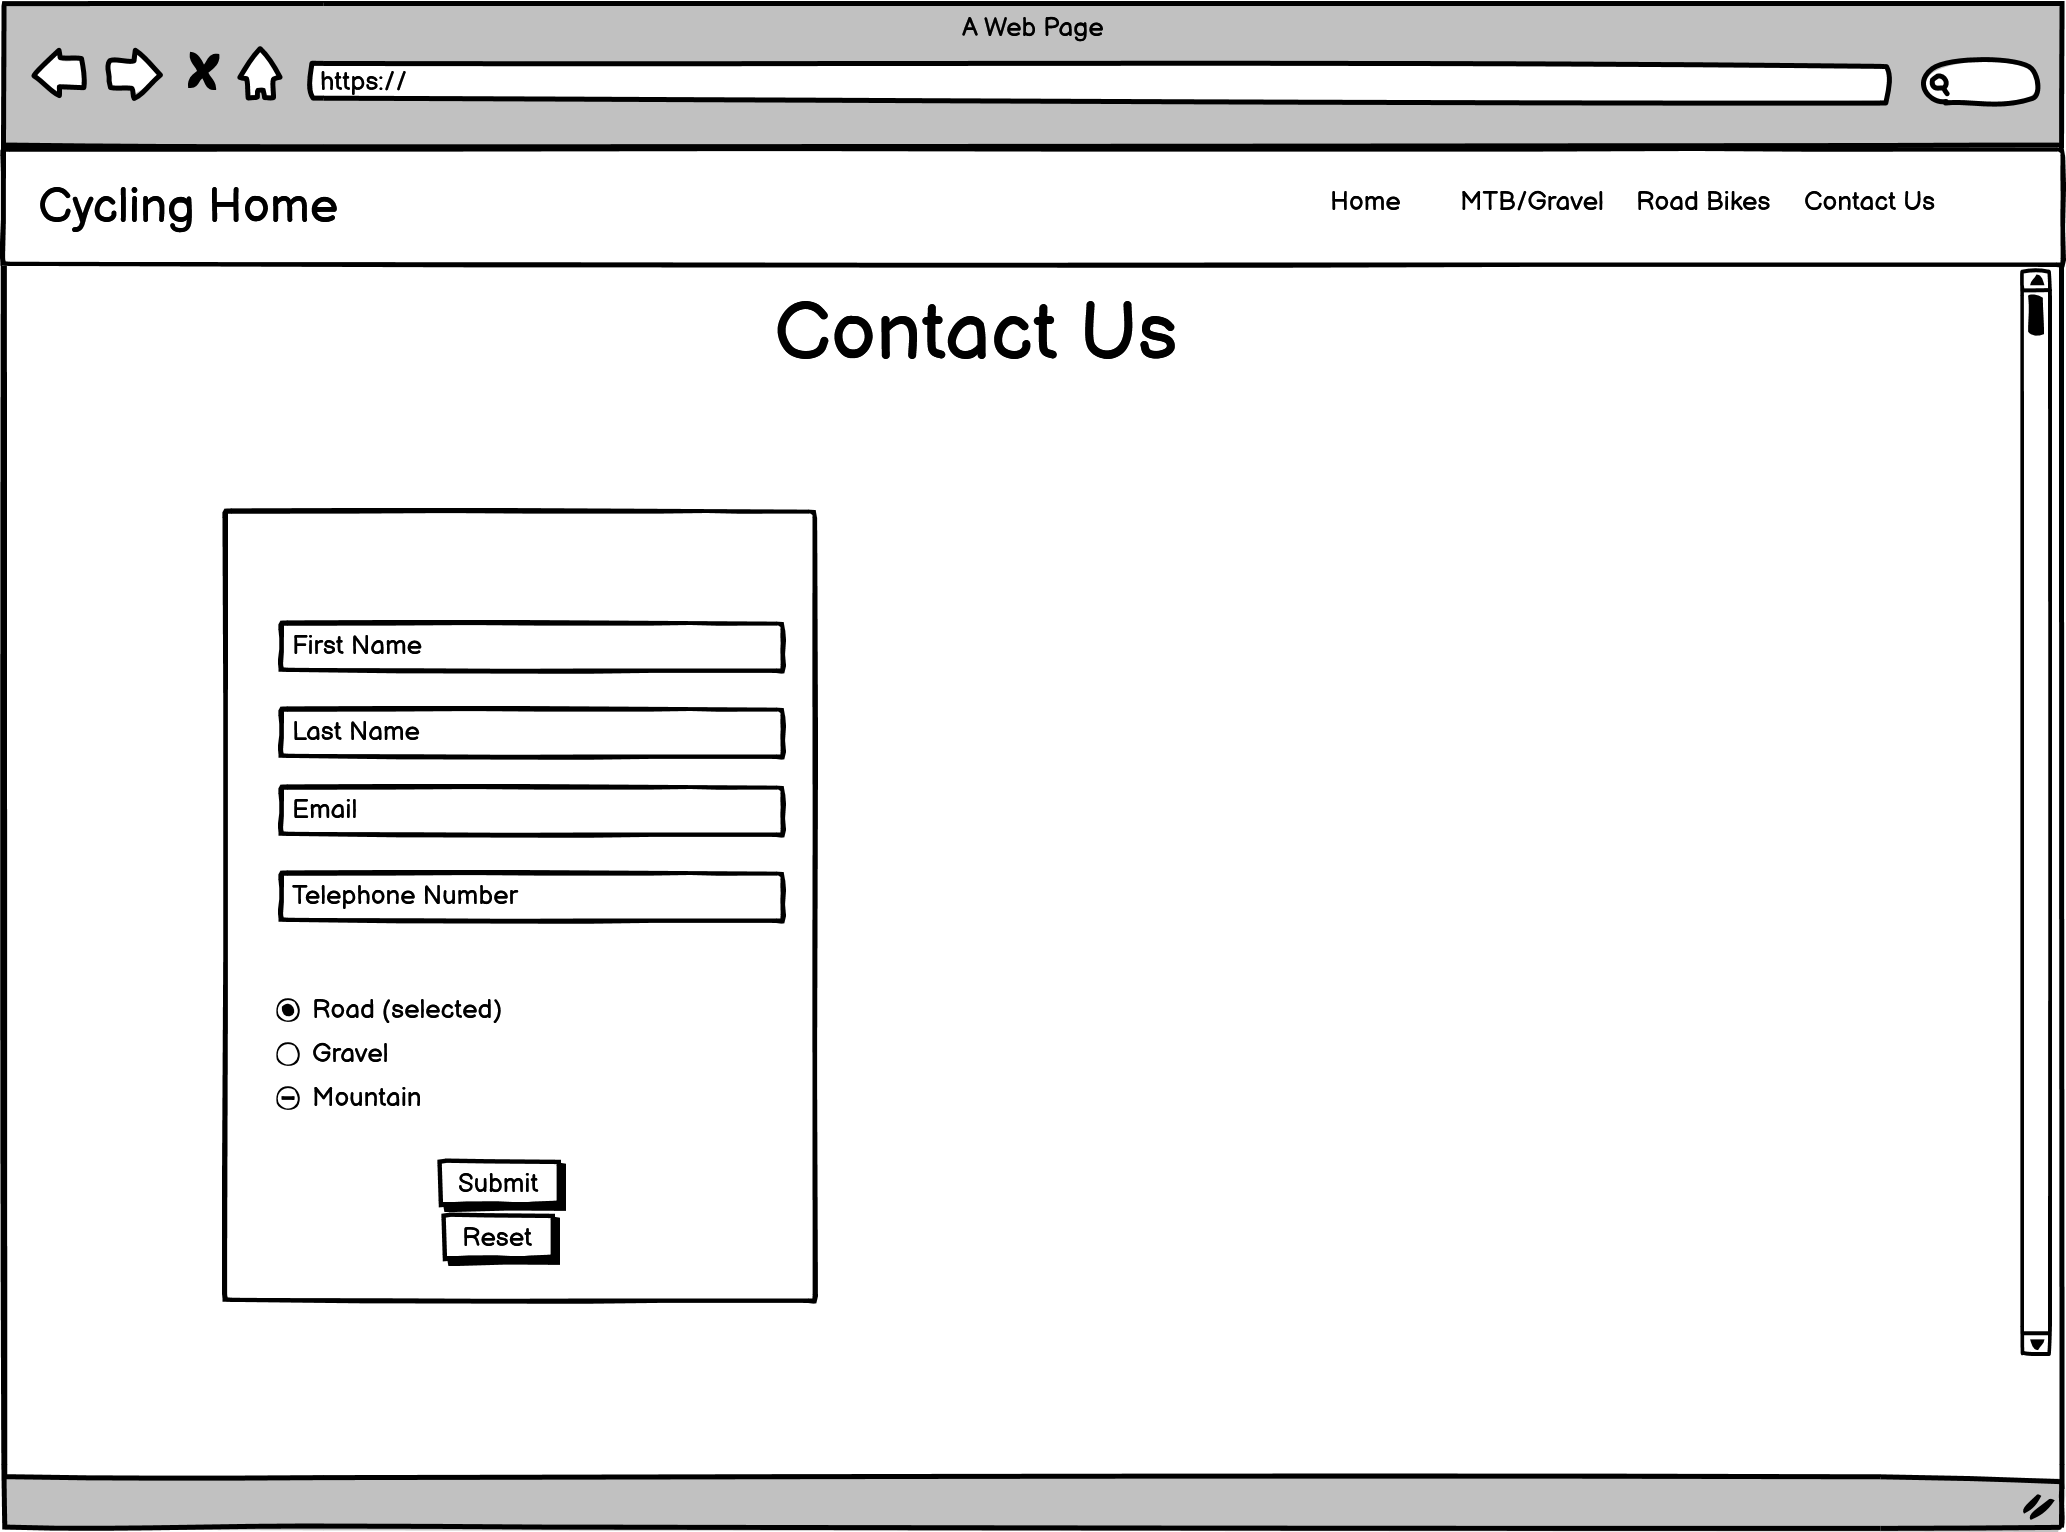 A Web Page
https://
Cycling Home
Home MTB/Gravel Road Bikes Contact Us
Contact Us
First Name
Last Name
Email
Telephone Number
Road (selected)
Gravel
Mountain
Submit
Reset